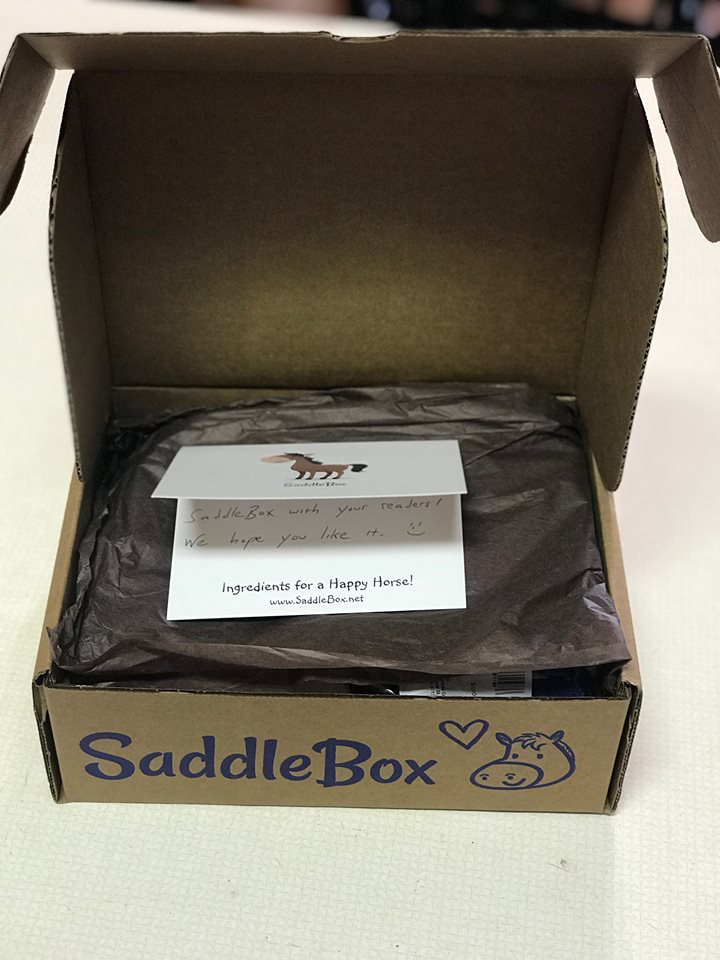 SaddleBox
SaddleBox with your readers!
We hope you like it.
Ingredients for a Happy Horse!
www.SaddleBox.net
SaddleBox